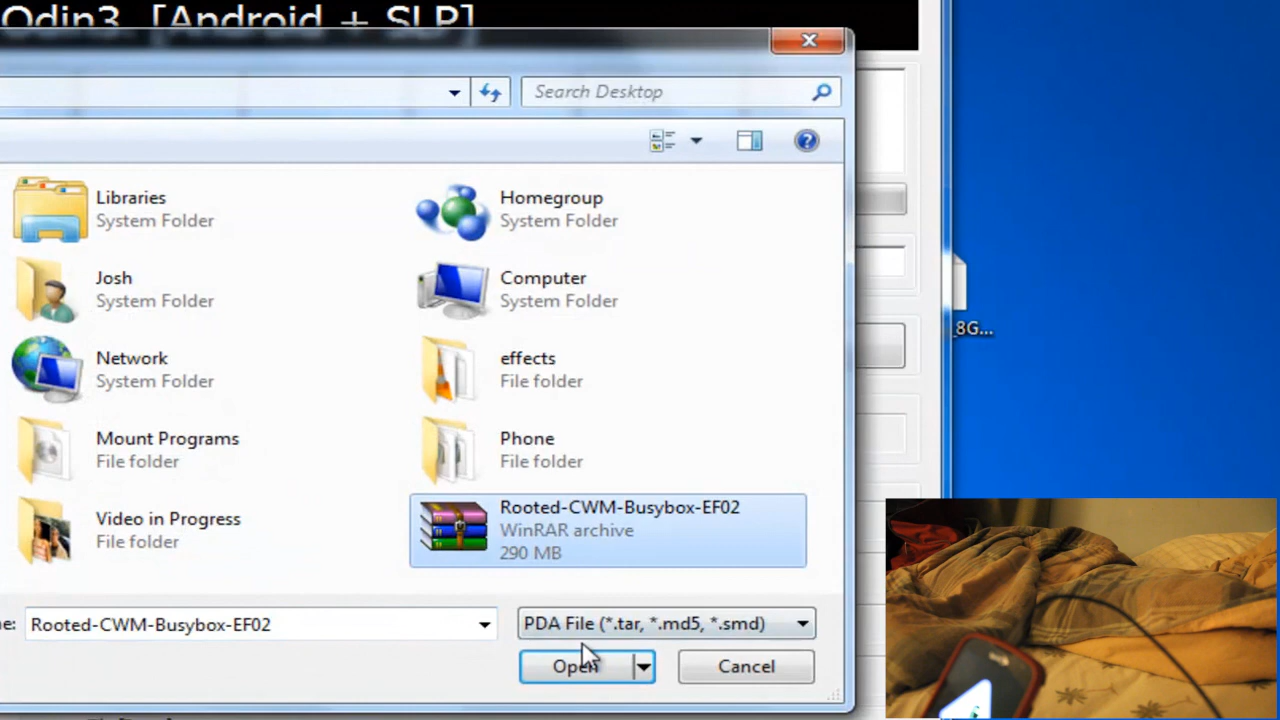 Odin3. [Android + SLP]
Search Desktop
Libraries
System Folder
Homegroup
System Folder
Josh
System Folder
Computer
System Folder
Network
System Folder
effects
File folder
Mount Programs
File folder
Phone
File folder
Video in Progress
File folder
Rooted-CWM-Busybox-EF02
WinRAR archive
290 MB
_8G...
e:
Rooted-CWM-Busybox-EF02
PDA File (*.tar, *.md5, *.smd)
Open
Cancel